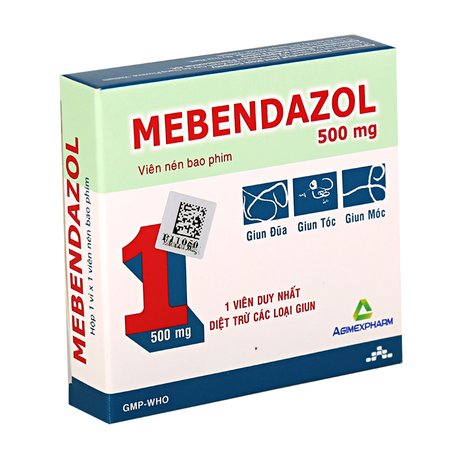 MEBENDAZOL
500 mg
Viên nén bao phim
Giun Đũa
Giun Tóc
Giun Móc
P11060
1
500 mg
1 VIÊN DUY NHẤT
DIỆT TRỪ CÁC LOẠI GIUN
AGIMEXPHARM
GMP-WHO
MEBENDAZOL
Hộp 1 vỉ x 1 viên nén bao phim